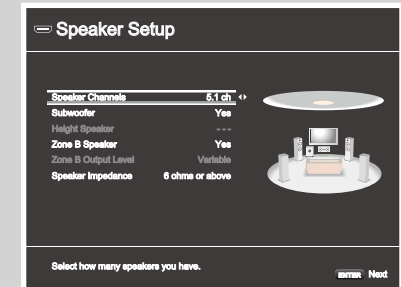 Speaker Setup
Speaker Channels 5.1 ch
Subwoofer Yes
Height Speaker ---
Zone B Speaker Yes
Zone B Output Level Variable
Speaker Impedance 6 ohms or above
Select how many speakers you have.
ENTER Next